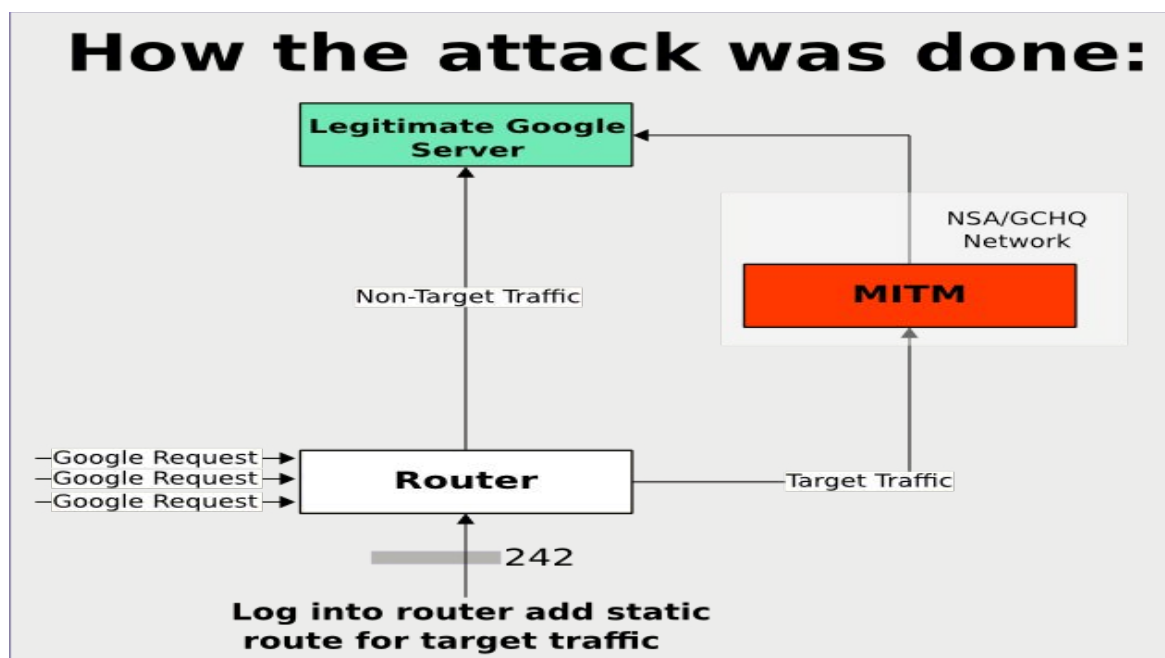 How the attack was done:
Legitimate Google
Server
NSA/GCHQ
Network
MITM
Non-Target Traffic
Google Request
Google Request
Google Request
Router
Target Traffic
242
Log into router add static
route for target traffic